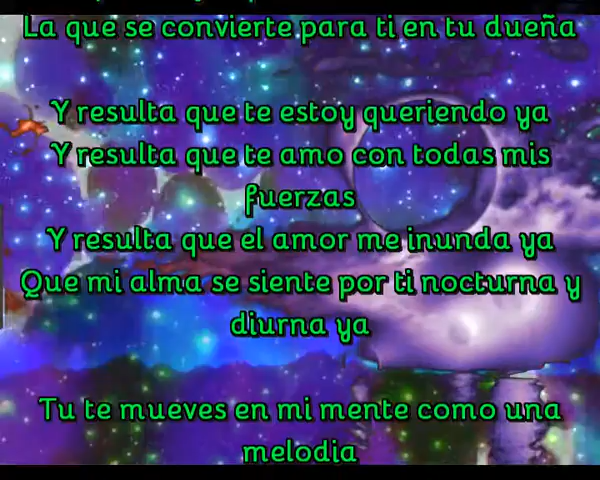 La que se convierte para ti en tu dueña
Y resulta que te estoy queriendo ya
Y resulta que te amo con todas mis
fuerzas
Y resulta que el amor me inunda ya
Que mi alma se siente por ti nocturna y
diurna ya
Tu te mueves en mi mente como una
melodia